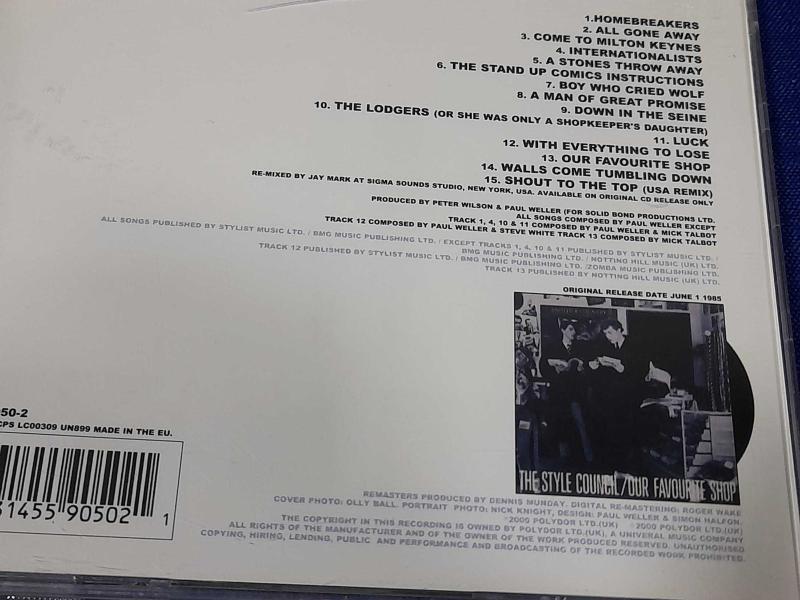 1.HOMEBREAKERS
2. ALL GONE AWAY
3. COME TO MILTON KEYNES
4. INTERNATIONALISTS
5. A STONES THROW AWAY
6. THE STAND UP COMICS INSTRUCTIONS
7. BOY WHO CRIED WOLF
8. A MAN OF GREAT PROMISE
9. DOWN IN THE SEINE
10. THE LODGERS (OR SHE WAS ONLY A SHOPKEEPER'S DAUGHTER)
11. LUCK
12. WITH EVERYTHING TO LOSE
13. OUR FAVOURITE SHOP
14. WALLS COME TUMBLING DOWN
15. SHOUT TO THE TOP (USA REMIX)
RE-MIXED BY JAY MARK AT SIGMA SOUNDS STUDIO, NEW YORK, USA. AVAILABLE ON ORIGINAL CD RELEASE ONLY
PRODUCED BY PETER WILSON & PAUL WELLER (FOR SOLID BOND PRODUCTIONS LTD.
ALL SONGS COMPOSED BY PAUL WELLER EXCEPT
TRACK 1, 4, 10 & 11 COMPOSED BY PAUL WELLER & MICK TALBOT
TRACK 12 COMPOSED BY PAUL WELLER & STEVE WHITE TRACK 13 COMPOSED BY MICK TALBOT
ALL SONGS PUBLISHED BY STYLIST MUSIC LTD. / BMG MUSIC PUBLISHING LTD. / EXCEPT TRACKS 1, 4, 10 & 11 PUBLISHED BY STYLIST MUSIC LTD. /
BMG MUSIC PUBLISHING LTD. / NOTTING HILL MUSIC (UK) LTD.
TRACK 12 PUBLISHED BY STYLIST MUSIC LTD. / BMG MUSIC PUBLISHING LTD. /ZOMBA MUSIC PUBLISHING LTD.
TRACK 13 PUBLISHED BY NOTTING HILL MUSIC (UK) LTD.
ORIGINAL RELEASE DATE JUNE 1 1985
THE STYLE COUNCIL/OUR FAVOURITE SHOP
50-2
CPS LC00309 UN899 MADE IN THE EU.
31455 90502 1
REMASTERS PRODUCED BY DENNIS MUNDAY. DIGITAL RE-MASTERING: ROGER WAKE
COVER PHOTO: OLLY BALL. PORTRAIT PHOTO: NICK KNIGHT, DESIGN: PAUL WELLER & SIMON HALFON.
©2000 POLYDOR LTD.(UK) ℗2000 POLYDOR LTD.(UK)
THE COPYRIGHT IN THIS RECORDING IS OWNED BY POLYDOR LTD.(UK), A UNIVERAL MUSIC COMPANY
ALL RIGHTS OF THE MANUFACTURER AND OF THE OWNER OF THE WORK PRODUCED RESERVED. UNAUTHORISED
COPYING, HIRING, LENDING, PUBLIC AND PERFORMANCE AND BROADCASTING OF THE RECORDED WORK PROHIBITED.